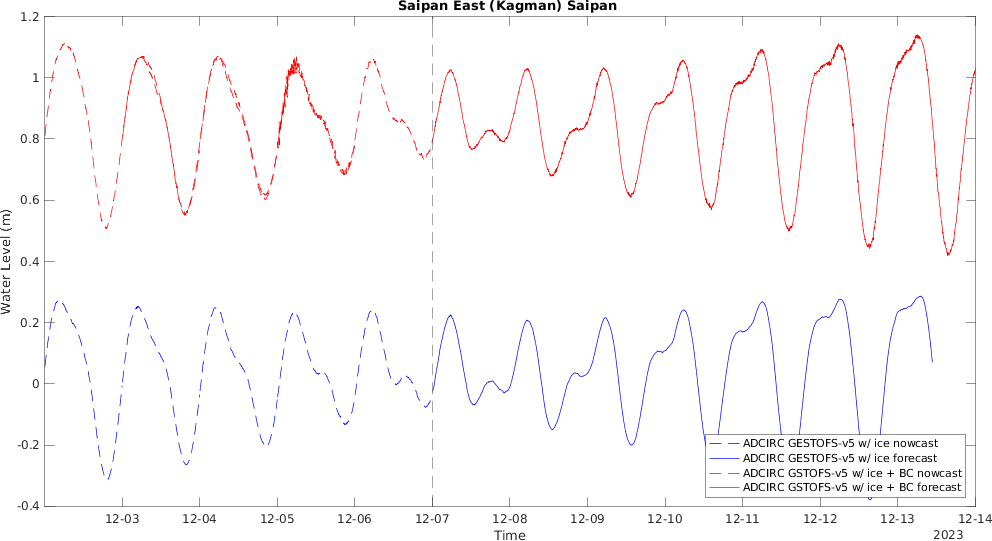 Saipan East (Kagman) Saipan
1.2
1
0.8
0.6
0.4
0.2
0
-0.2
-0.4
Water Level (m)
ADCIRC GESTOFS-v5 w/ ice nowcast
ADCIRC GESTOFS-v5 w/ ice forecast
ADCIRC GSTOFS-v5 w/ ice + BC nowcast
ADCIRC GSTOFS-v5 w/ ice + BC forecast
12-03 12-04 12-05 12-06 12-07 12-08 12-09 12-10 12-11 12-12 12-13 12-14
Time
2023